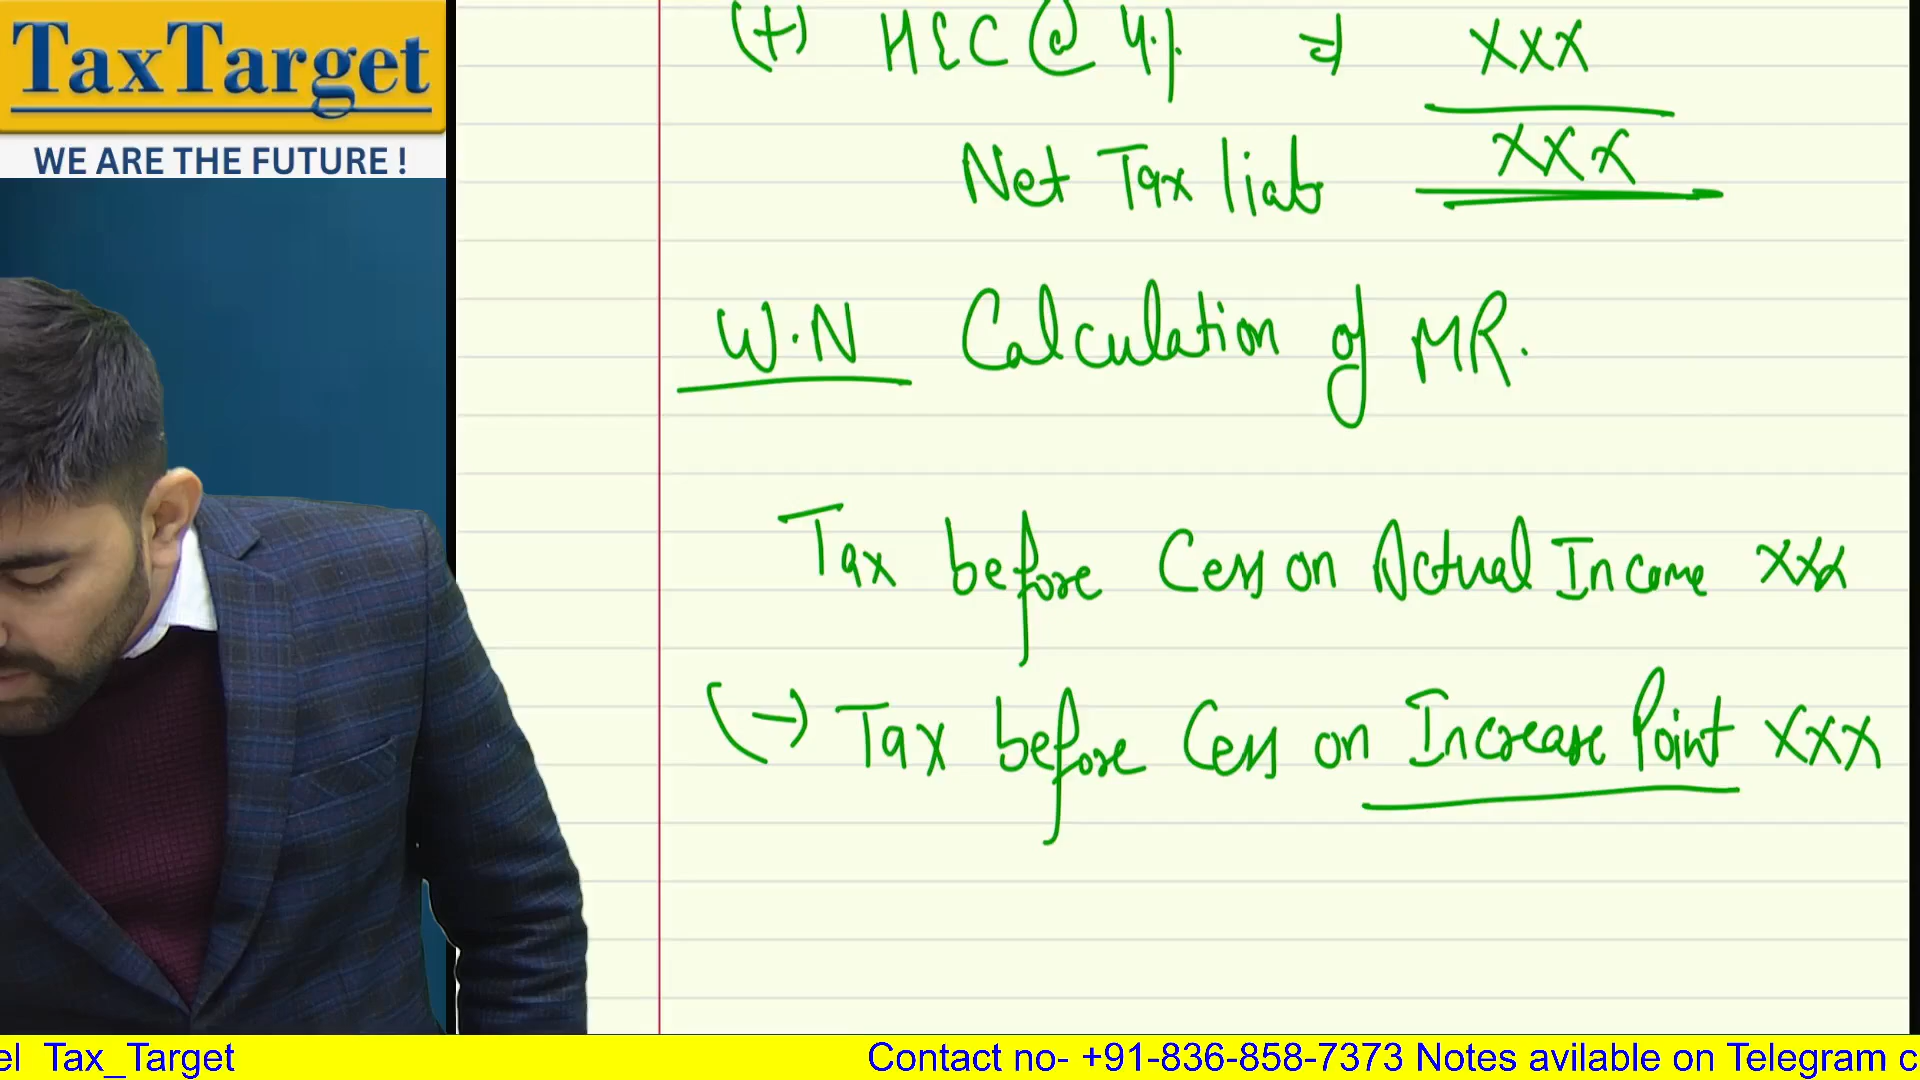 TaxTarget
WE ARE THE FUTURE !
(+) H&C @ 4% ⇒ XXX
Net Tax liab XXX
W.N Calculation of MR.
Tax before Cess on Actual Income XXX
(-) Tax before Cess on Increase Point XXX
el Tax_Target Contact no- +91-836-858-7373 Notes avilable on Telegram c